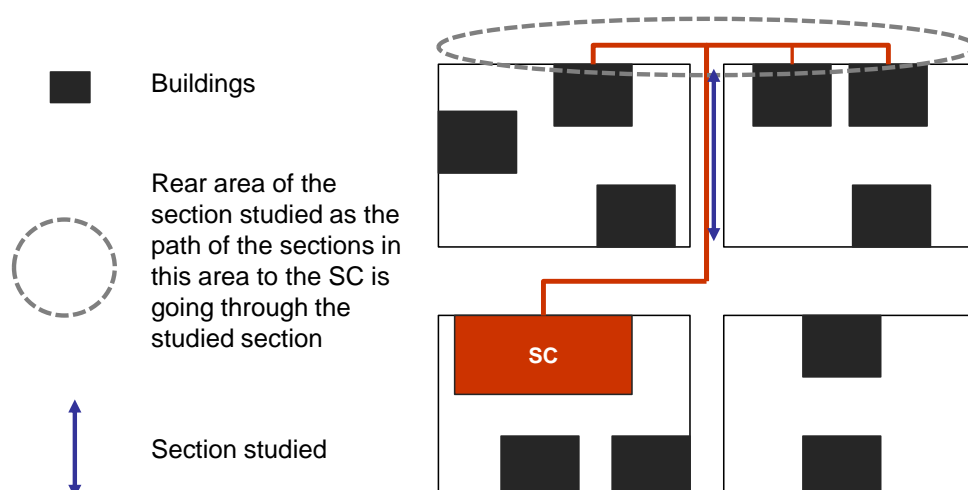 Buildings
Rear area of the
section studied as the
path of the sections in
this area to the SC is
going through the
studied section
SC
Section studied